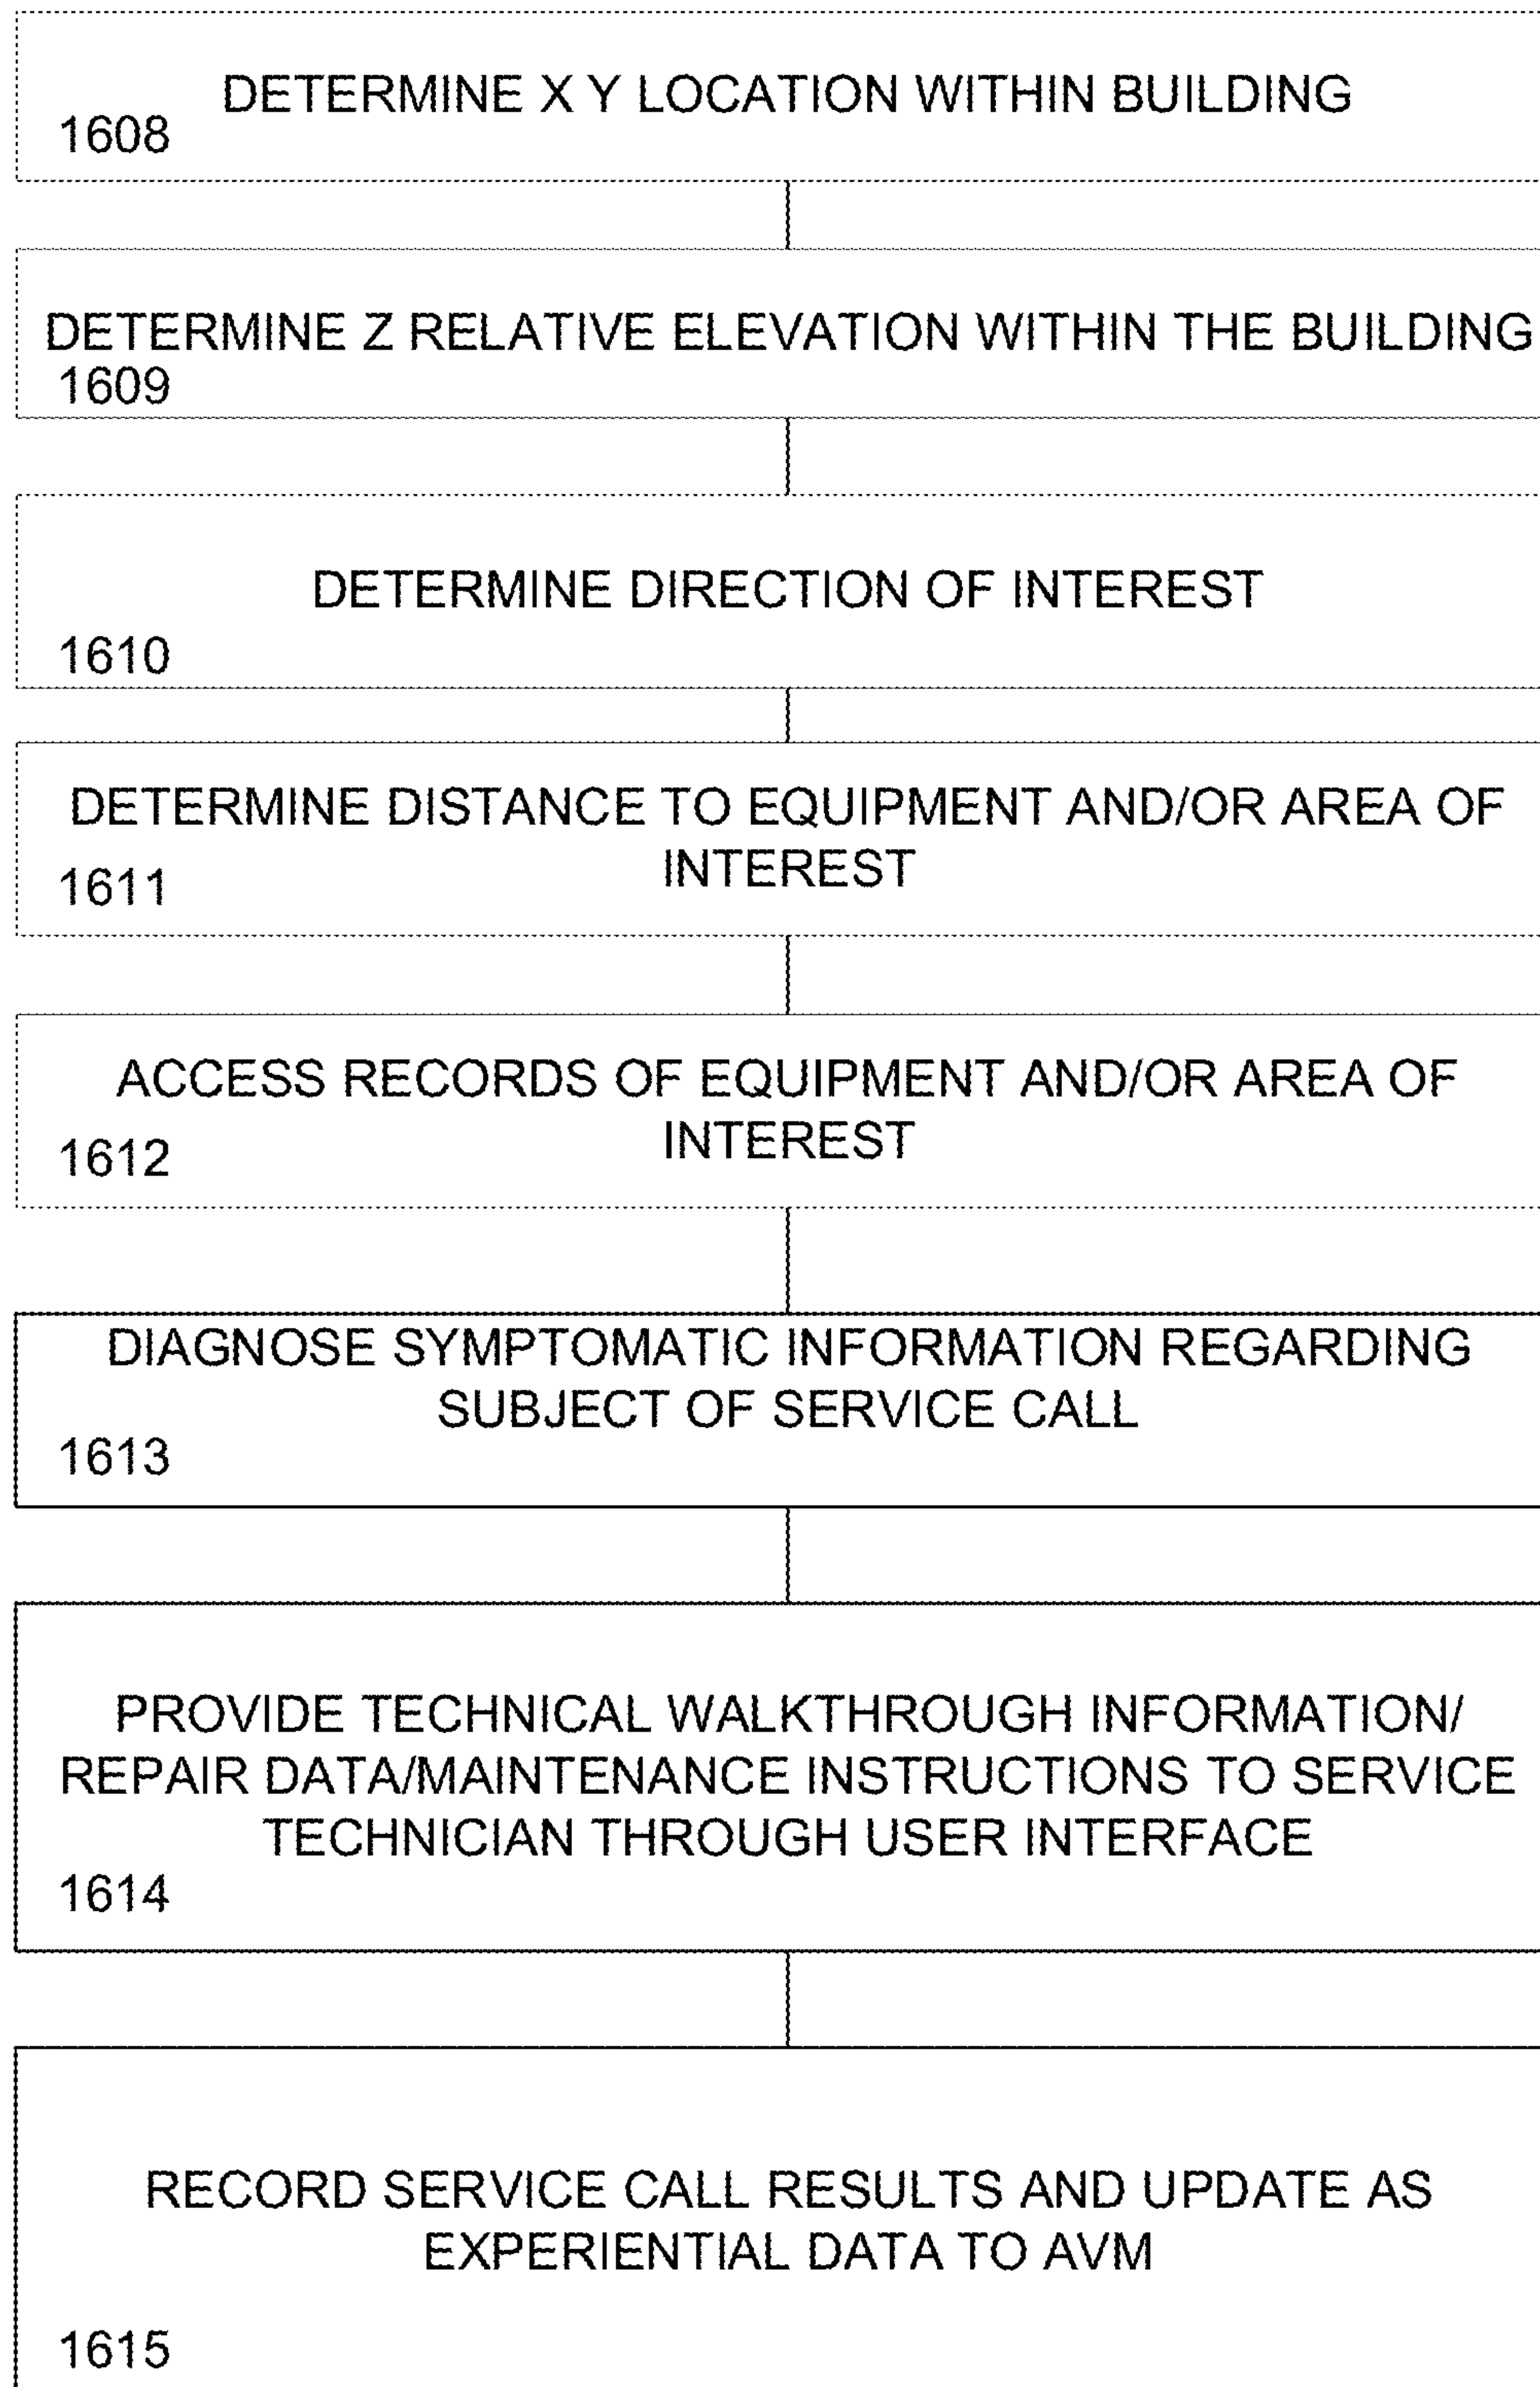 DETERMINE X Y LOCATION WITHIN BUILDING
1608
DETERMINE Z RELATIVE ELEVATION WITHIN THE BUILDING
1609
DETERMINE DIRECTION OF INTEREST
1610
DETERMINE DISTANCE TO EQUIPMENT AND/OR AREA OF
INTEREST
1611
ACCESS RECORDS OF EQUIPMENT AND/OR AREA OF
INTEREST
1612
DIAGNOSE SYMPTOMATIC INFORMATION REGARDING
SUBJECT OF SERVICE CALL
1613
PROVIDE TECHNICAL WALKTHROUGH INFORMATION/
REPAIR DATA/MAINTENANCE INSTRUCTIONS TO SERVICE
TECHNICIAN THROUGH USER INTERFACE
1614
RECORD SERVICE CALL RESULTS AND UPDATE AS
EXPERIENTIAL DATA TO AVM
1615